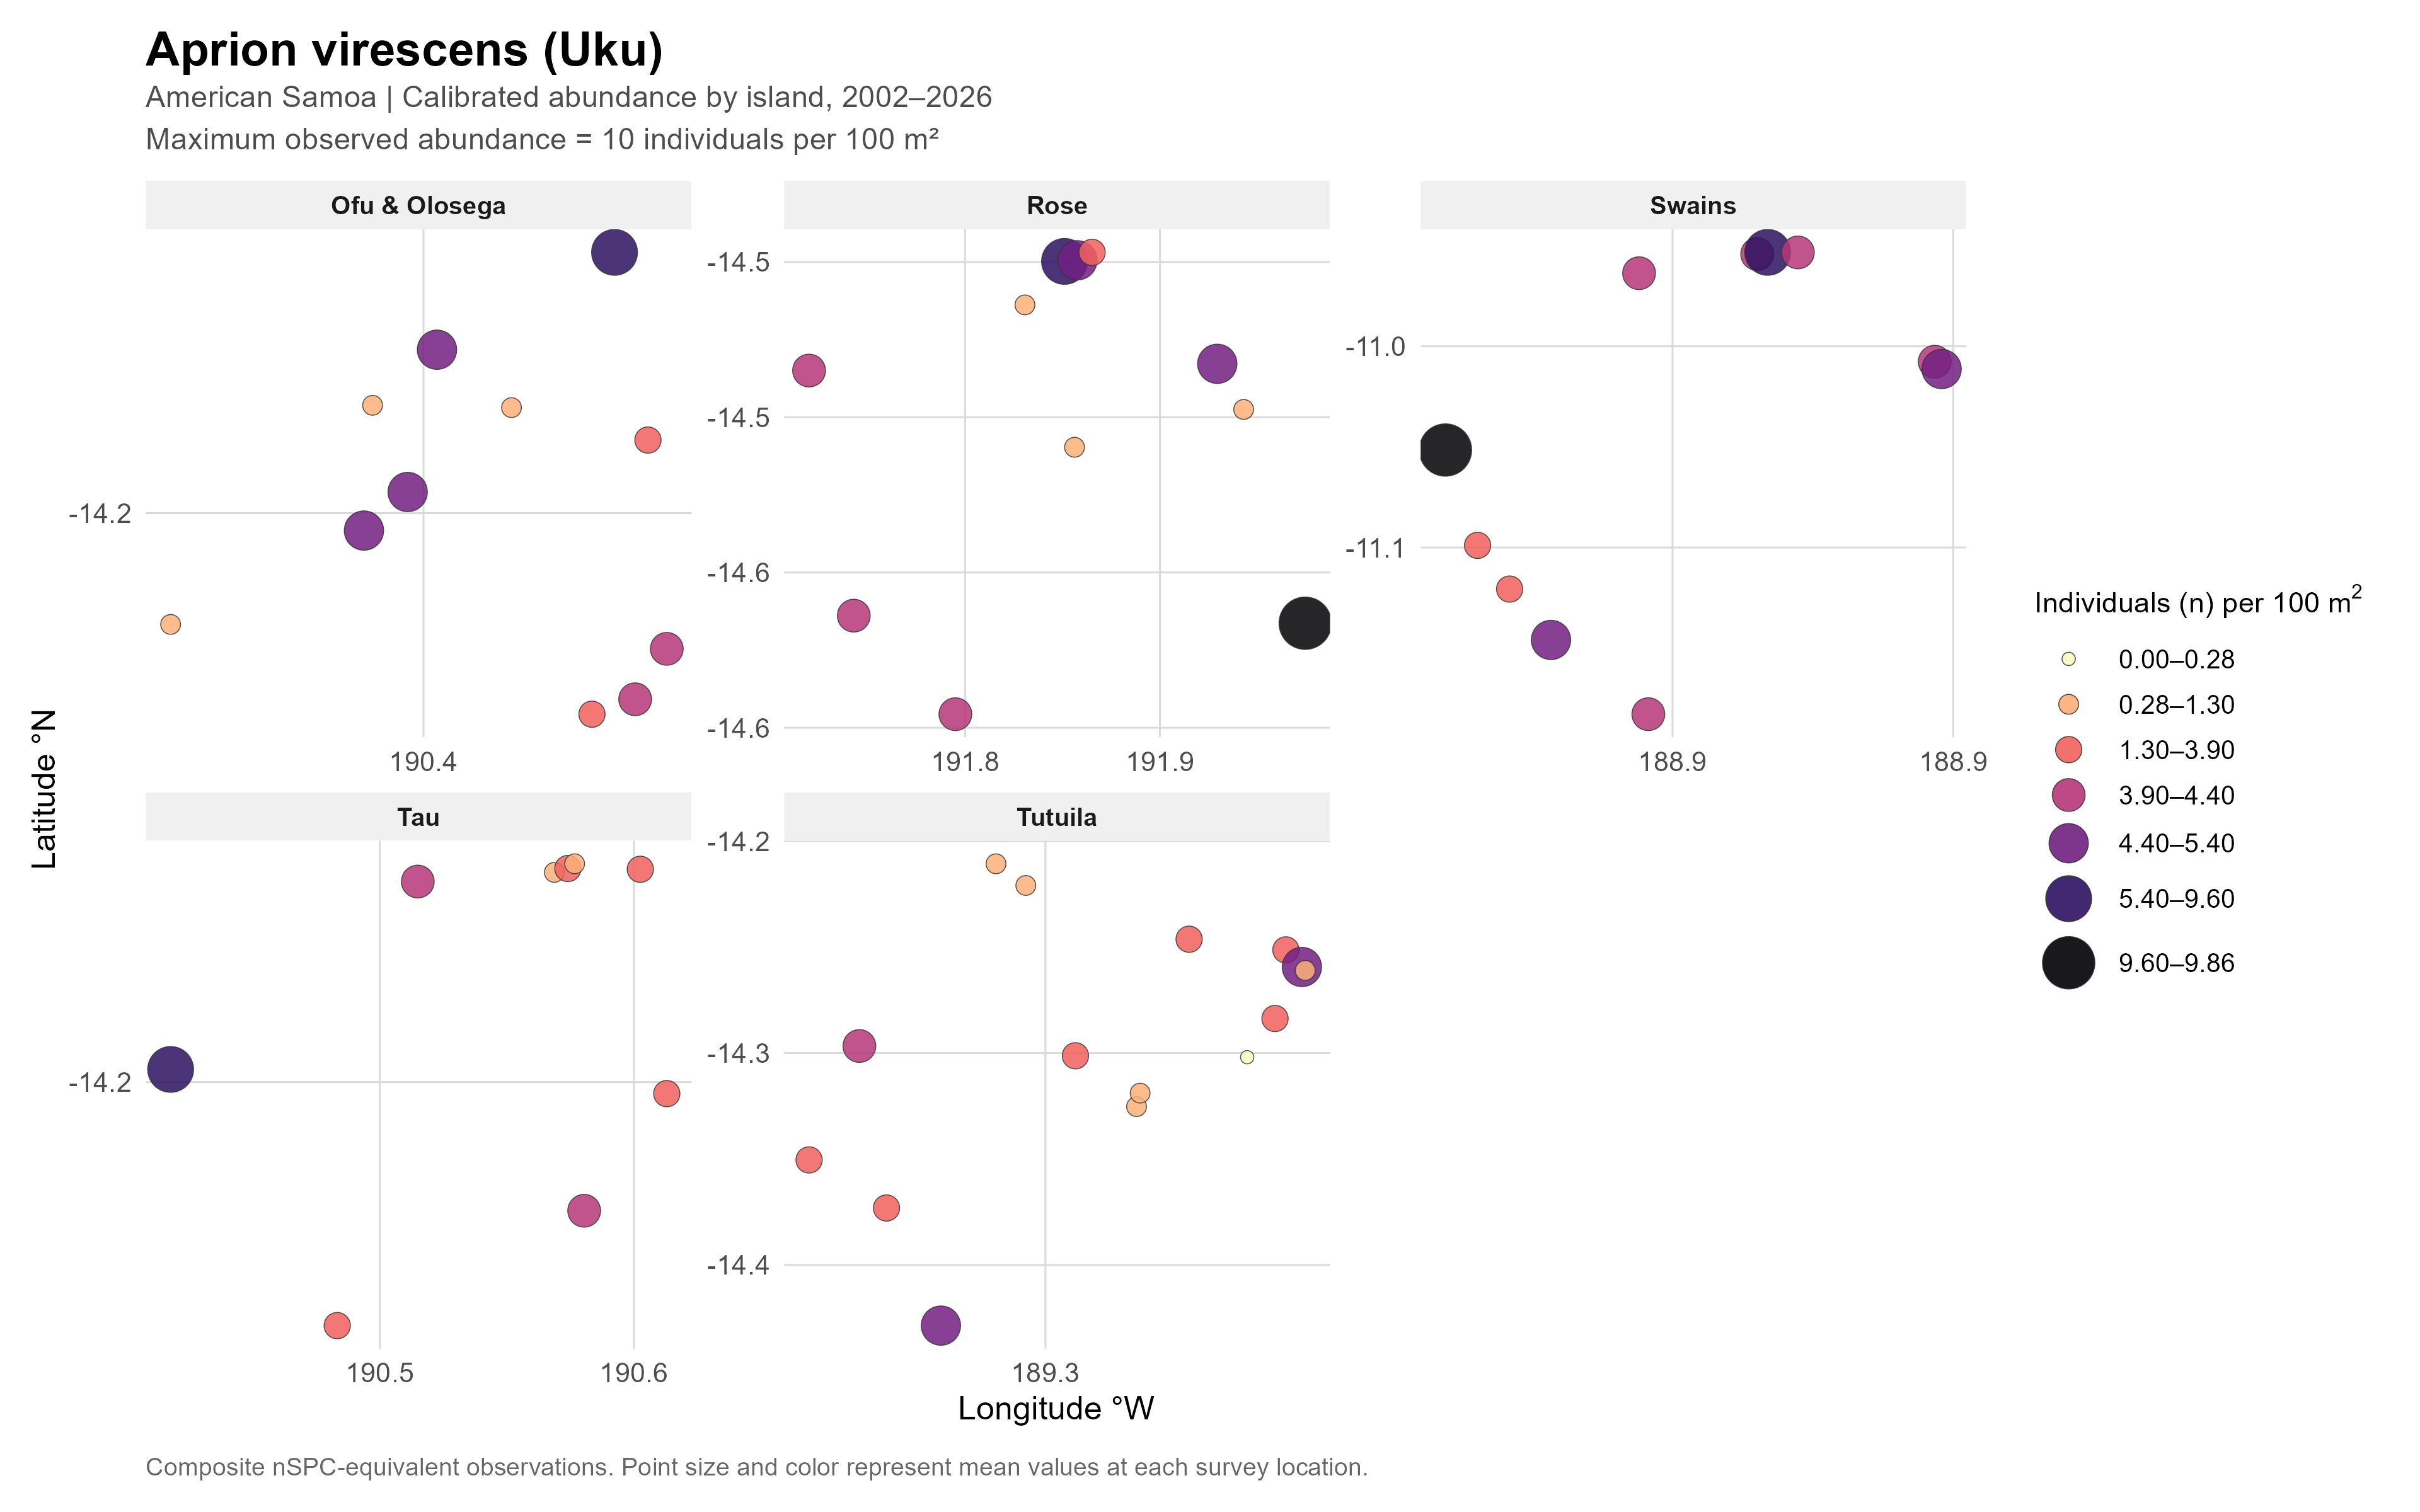 Aprion virescens (Uku)
American Samoa | Calibrated abundance by island, 2002–2026
Maximum observed abundance = 10 individuals per 100 m²
Ofu & Olosega
Rose
Swains
-14.2
190.4
-14.5
-14.5
-14.6
-14.6
191.8
191.9
-11.0
-11.1
188.9
188.9
Tau
Tutuila
-14.2
190.5
190.6
-14.2
-14.3
-14.4
189.3
Latitude °N
Longitude °W
Individuals (n) per 100 m²
0.00–0.28
0.28–1.30
1.30–3.90
3.90–4.40
4.40–5.40
5.40–9.60
9.60–9.86
Composite nSPC-equivalent observations. Point size and color represent mean values at each survey location.